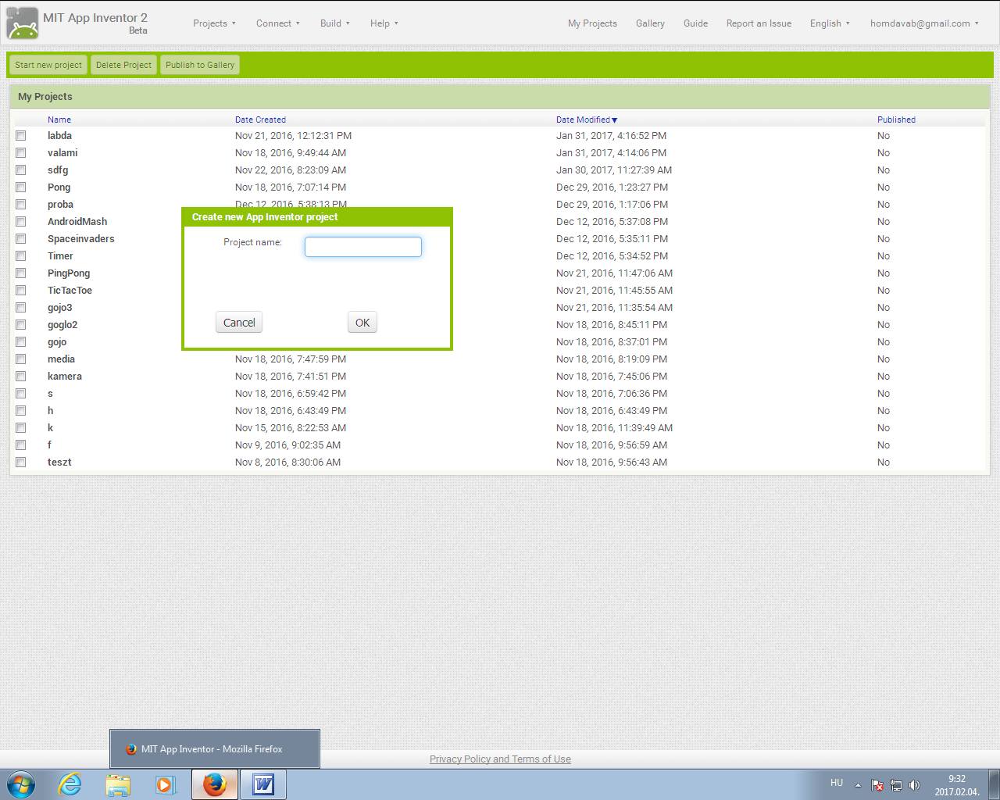 MIT App Inventor 2
Beta
Projects Connect Build Help My Projects Gallery Guide Report an Issue English homdavab@gmail.com
Start new project Delete Project Publish to Gallery
My Projects
Name Date Created Date Modified Published
labda Nov 21, 2016, 12:12:31 PM Jan 31, 2017, 4:16:52 PM No
valami Nov 18, 2016, 9:49:44 AM Jan 31, 2017, 4:14:06 PM No
sdfg Nov 22, 2016, 8:23:09 AM Jan 30, 2017, 11:27:39 AM No
Pong Nov 18, 2016, 7:07:14 PM Dec 29, 2016, 1:23:27 PM No
proba Dec 12, 2016, 5:38:13 PM Dec 29, 2016, 1:17:06 PM No
AndroidMash Dec 12, 2016, 5:37:08 PM No
Spaceinvaders Dec 12, 2016, 5:35:11 PM No
Timer Dec 12, 2016, 5:34:52 PM No
PingPong Nov 21, 2016, 11:47:06 AM No
TicTacToe Nov 21, 2016, 11:45:55 AM No
gojo3 Nov 21, 2016, 11:35:54 AM No
goglo2 Nov 18, 2016, 8:45:11 PM No
gojo Nov 18, 2016, 8:37:01 PM No
media Nov 18, 2016, 7:47:59 PM Nov 18, 2016, 8:19:09 PM No
kamera Nov 18, 2016, 7:41:51 PM Nov 18, 2016, 7:45:06 PM No
s Nov 18, 2016, 6:59:42 PM Nov 18, 2016, 7:06:36 PM No
h Nov 18, 2016, 6:43:49 PM Nov 18, 2016, 6:43:49 PM No
k Nov 15, 2016, 8:22:53 AM Nov 18, 2016, 11:39:49 AM No
f Nov 9, 2016, 9:02:35 AM Nov 18, 2016, 9:56:59 AM No
teszt Nov 8, 2016, 8:30:06 AM Nov 18, 2016, 9:56:43 AM No
Create new App Inventor project
Project name:
Cancel OK
MIT App Inventor - Mozilla Firefox
Privacy Policy and Terms of Use
HU 9:32
2017.02.04.